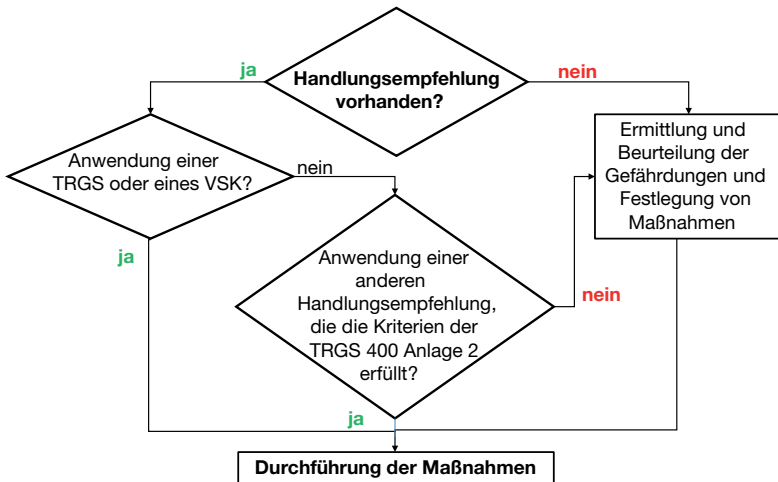 ja
Handlungsempfehlung
vorhanden?
nein
Anwendung einer
TRGS oder eines VSK?
nein
Ermittlung und
Beurteilung der
Gefährdungen und
Festlegung von
Maßnahmen
ja
Anwendung einer
anderen
Handlungsempfehlung,
die die Kriterien der
TRGS 400 Anlage 2
erfüllt?
nein
ja
Durchführung der Maßnahmen